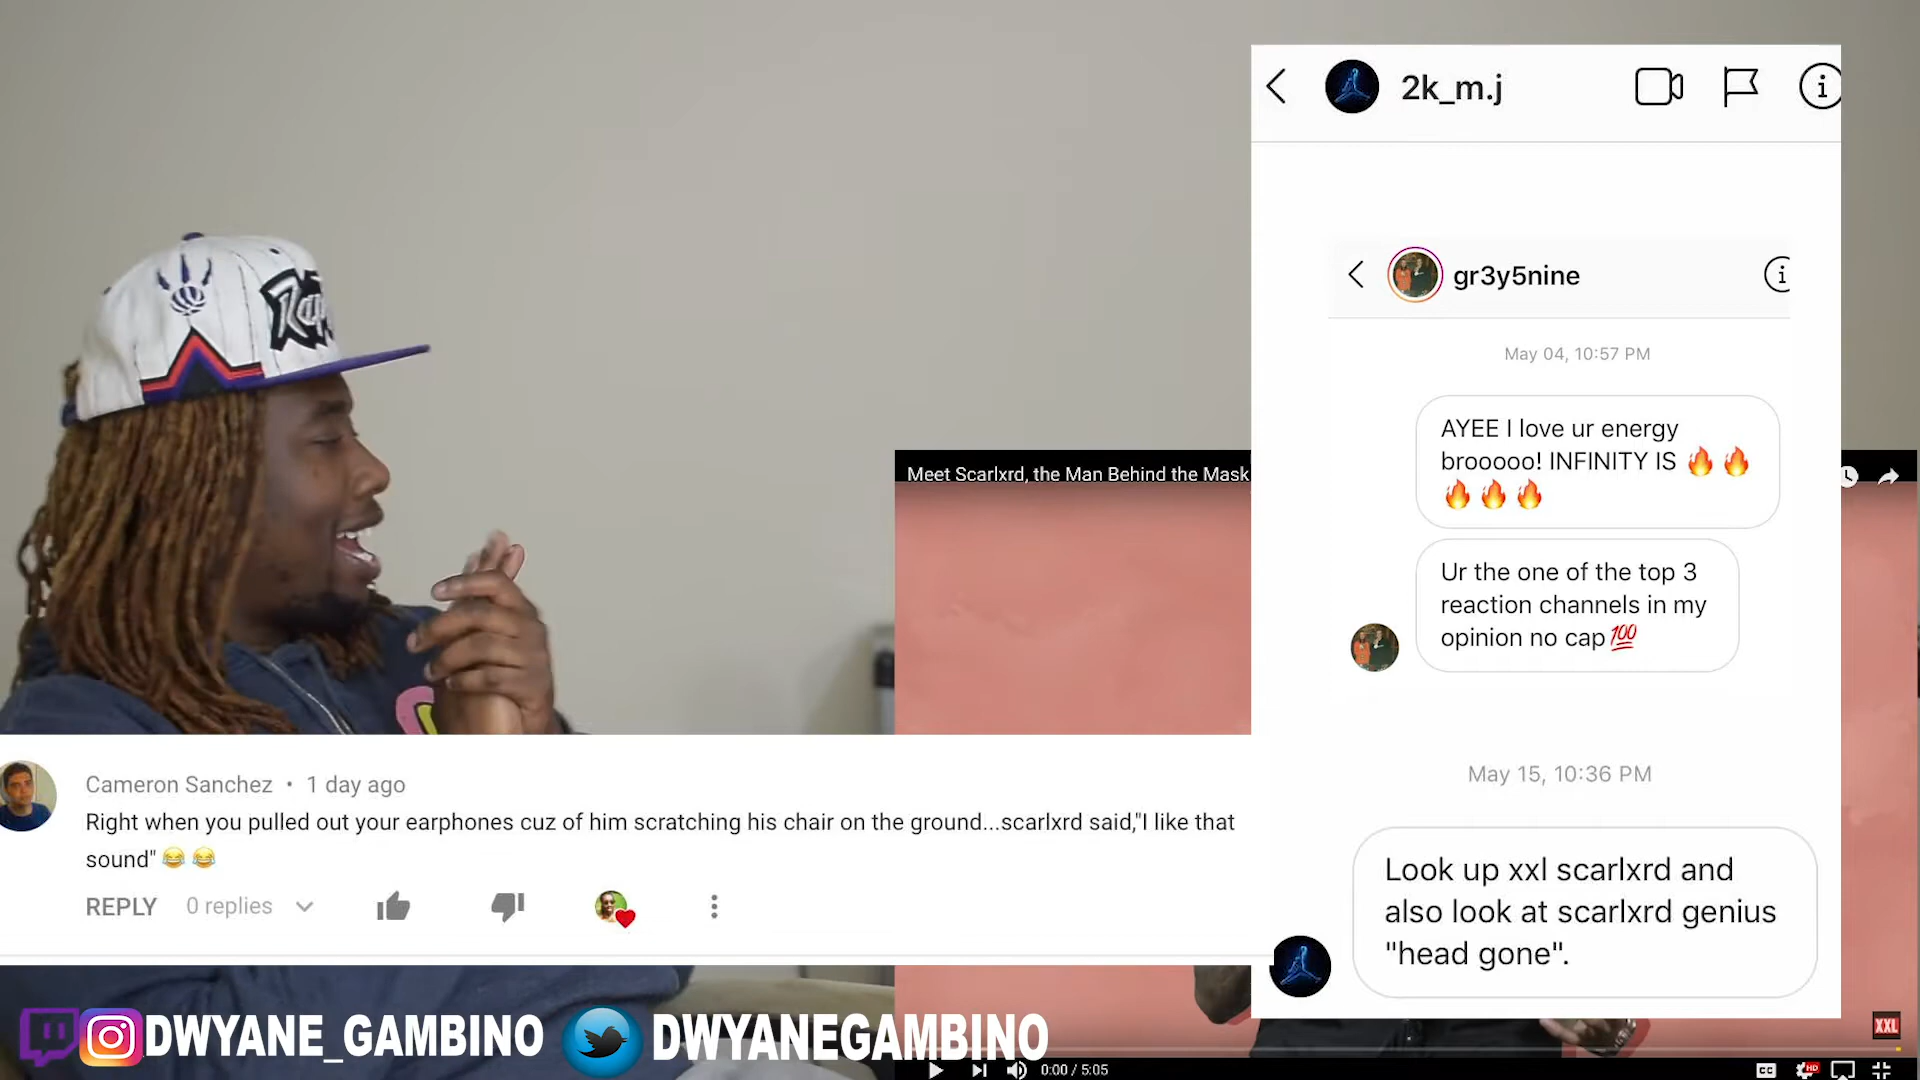 2k_m.j
gr3y5nine
May 04, 10:57 PM
AYEE I love ur energy
brooooo! INFINITY IS 🔥 🔥
🔥 🔥 🔥
Ur the one of the top 3
reaction channels in my
opinion no cap 💯
May 15, 10:36 PM
Look up xxl scarlxrd and
also look at scarlxrd genius
"head gone".
Meet Scarlxrd, the Man Behind the Mask
Cameron Sanchez • 1 day ago
Right when you pulled out your earphones cuz of him scratching his chair on the ground...scarlxrd said,"I like that
sound" 😂 😂
REPLY 0 replies
DWYANE_GAMBINO DWYANEGAMBINO
XXL
0:00 / 5:05
CC HD